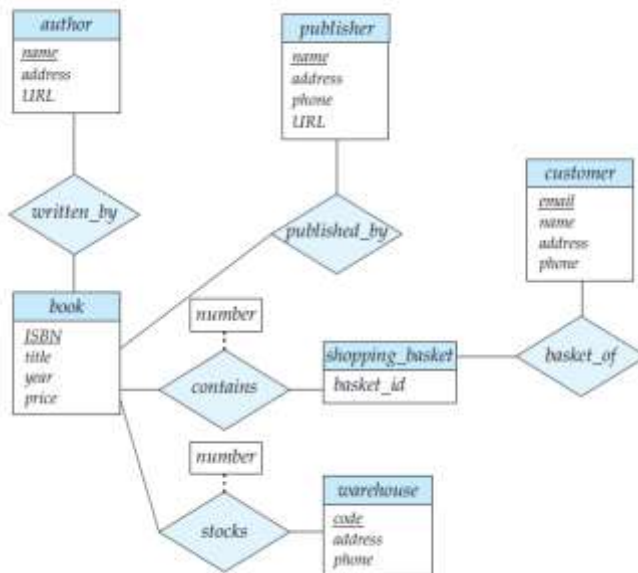 author
name
address
URL
publisher
name
address
phone
URL
customer
email
name
address
phone
written_by
published_by
book
ISBN
title
year
price
number
contains
shopping_basket
basket_id
basket_of
number
stocks
warehouse
code
address
phone